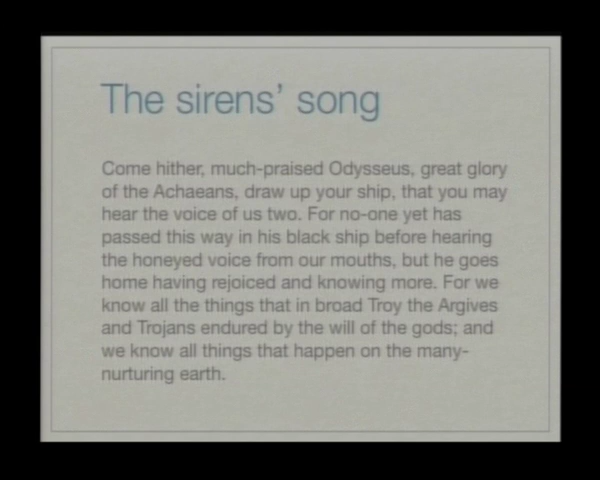 The sirens’ song
Come hither, much-praised Odysseus, great glory
of the Achaeans, draw up your ship, that you may
hear the voice of us two. For no-one yet has
passed this way in his black ship before hearing
the honeyed voice from our mouths, but he goes
home having rejoiced and knowing more. For we
know all the things that in broad Troy the Argives
and Trojans endured by the will of the gods; and
we know all things that happen on the many-
nurturing earth.